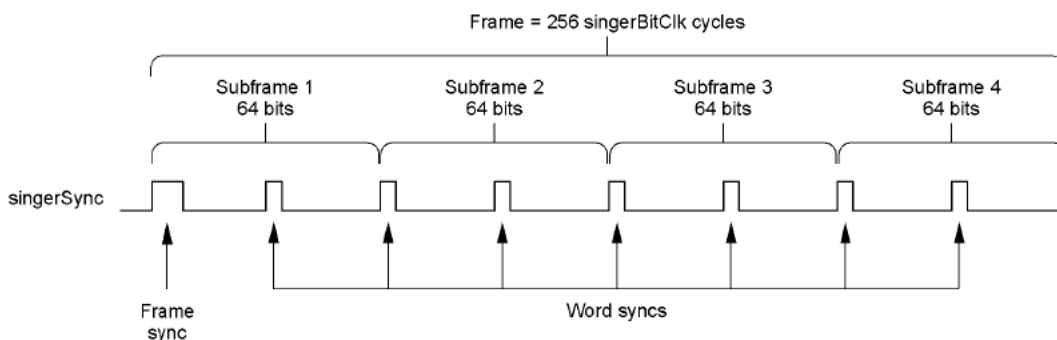 Frame = 256 singerBitClk cycles
Subframe 1
64 bits
Subframe 2
64 bits
Subframe 3
64 bits
Subframe 4
64 bits
singerSync
Frame
sync
Word syncs